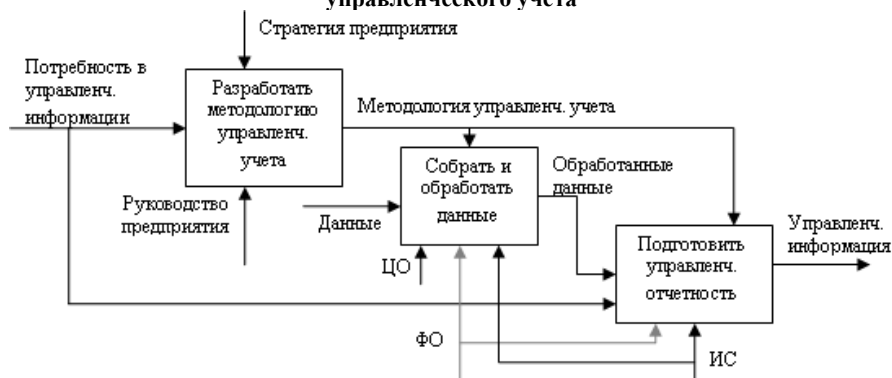 управленческого учета
Стратегия предприятия
Потребность в
управленч.
информации
Разработать
методологию
управленч.
учета
Методология управленч. учета
Руководство
предприятия
Данные
Собрать и
обработать
данные
Обработанные
данные
ЦО
Подготовить
управленч.
отчетность
Управленч.
информация
ФО
ИС